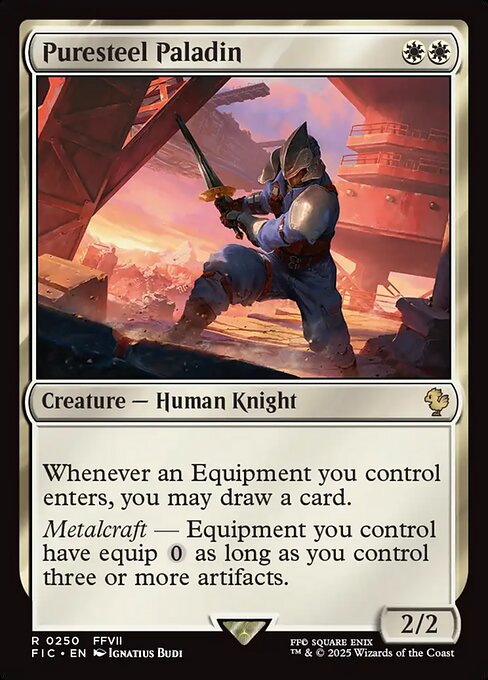 Puresteel Paladin
Creature — Human Knight
Whenever an Equipment you control
enters, you may draw a card.
Metalcraft — Equipment you control
have equip 0 as long as you control
three or more artifacts.
2/2
R 0250 FFVII
FIC • EN Ignatius Budi
FF© SQUARE ENIX
™ & © 2025 Wizards of the Coast